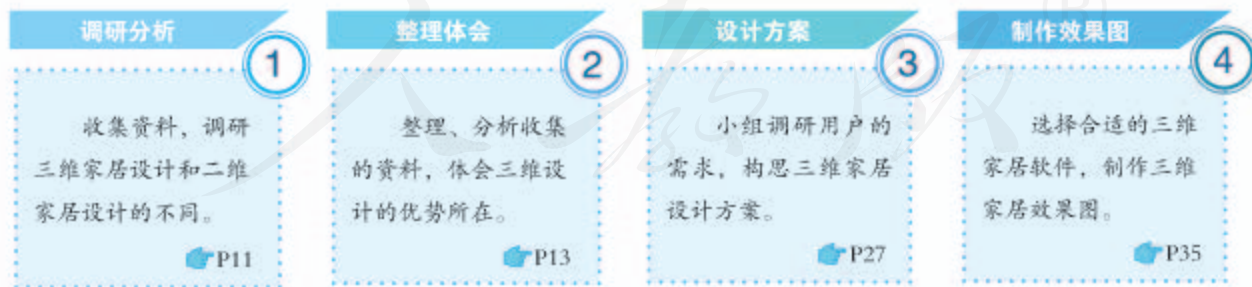 调研分析
1
收集资料，调研
三维家居设计和二维
家居设计的不同。
P11
整理体会
2
整理、分析收集
的资料，体会三维设
计的优势所在。
P13
设计方案
3
小组调研用户的
需求，构思三维家居
设计方案。
P27
制作效果图
4
选择合适的三维
家居软件，制作三维
家居效果图。
P35